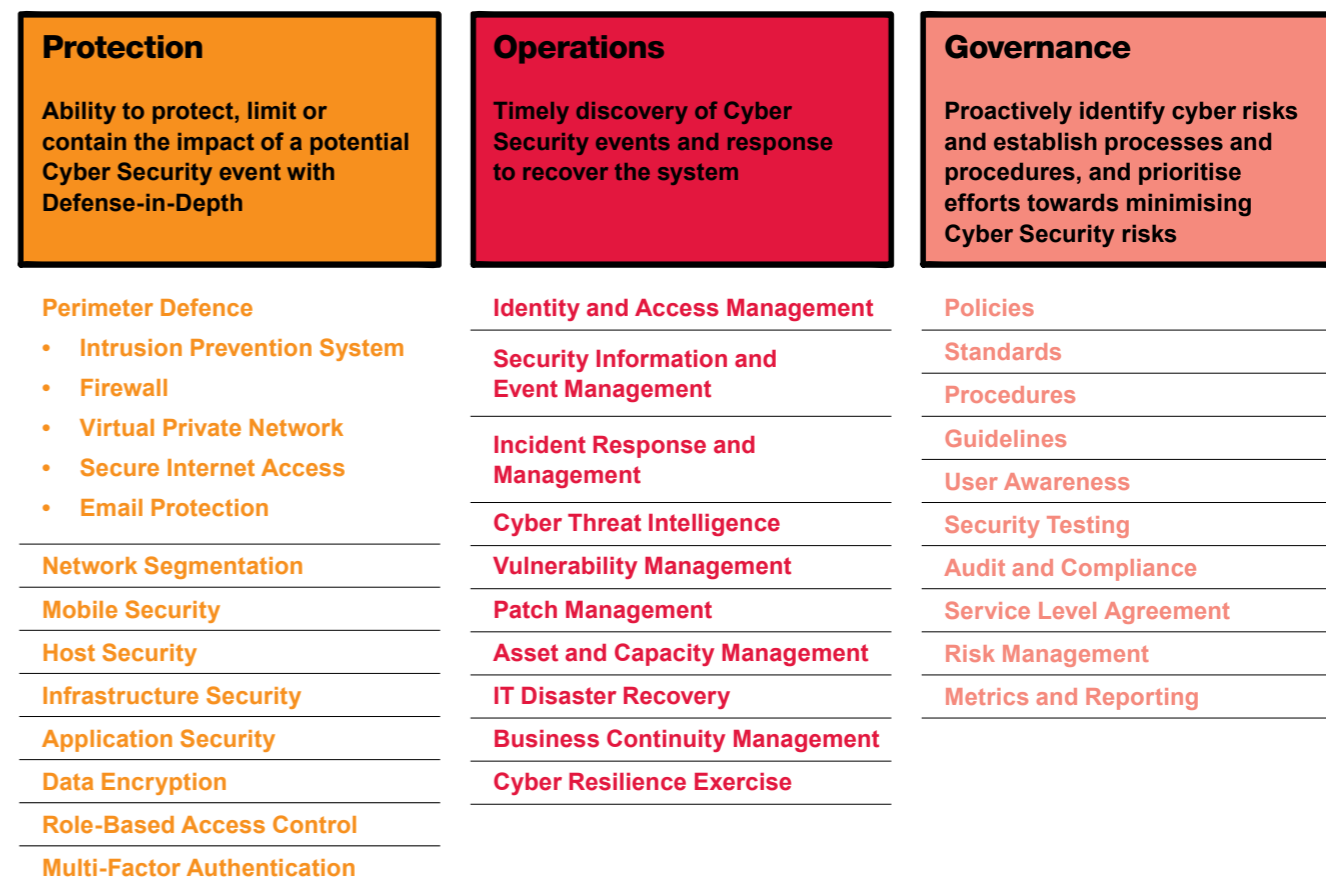 Protection
Ability to protect, limit or
contain the impact of a potential
Cyber Security event with
Defense-in-Depth
Perimeter Defence
• Intrusion Prevention System
• Firewall
• Virtual Private Network
• Secure Internet Access
• Email Protection
Network Segmentation
Mobile Security
Host Security
Infrastructure Security
Application Security
Data Encryption
Role-Based Access Control
Multi-Factor Authentication
Operations
Timely discovery of Cyber
Security events and response
to recover the system
Identity and Access Management
Security Information and
Event Management
Incident Response and
Management
Cyber Threat Intelligence
Vulnerability Management
Patch Management
Asset and Capacity Management
IT Disaster Recovery
Business Continuity Management
Cyber Resilience Exercise
Governance
Proactively identify cyber risks
and establish processes and
procedures, and prioritise
efforts towards minimising
Cyber Security risks
Policies
Standards
Procedures
Guidelines
User Awareness
Security Testing
Audit and Compliance
Service Level Agreement
Risk Management
Metrics and Reporting